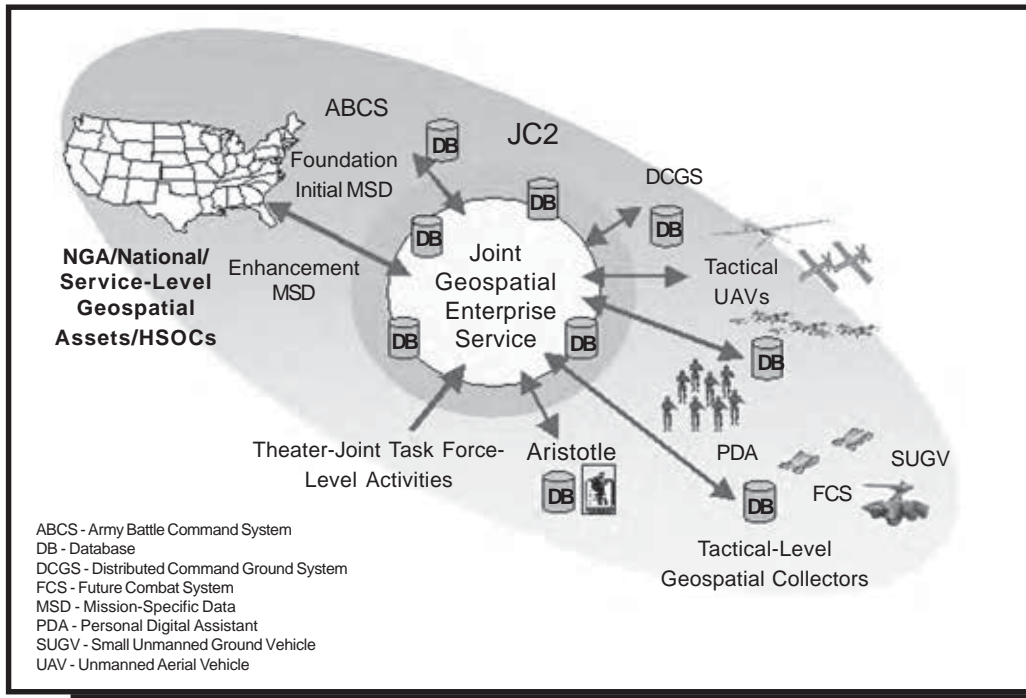 ABCS
JC2
DB
Foundation
Initial MSD
DCGS
DB
DB
DB
NGA/National/
Service-Level
Geospatial
Assets/HSOCs
Enhancement
MSD
Joint
Geospatial
Enterprise
Service
Tactical
UAVs
DB
DB
DB
Theater-Joint Task Force-
Level Activities
Aristotle
DB
PDA
SUGV
FCS
DB
Tactical-Level
Geospatial Collectors
ABCS - Army Battle Command System
DB - Database
DCGS - Distributed Command Ground System
FCS - Future Combat System
MSD - Mission-Specific Data
PDA - Personal Digital Assistant
SUGV - Small Unmanned Ground Vehicle
UAV - Unmanned Aerial Vehicle